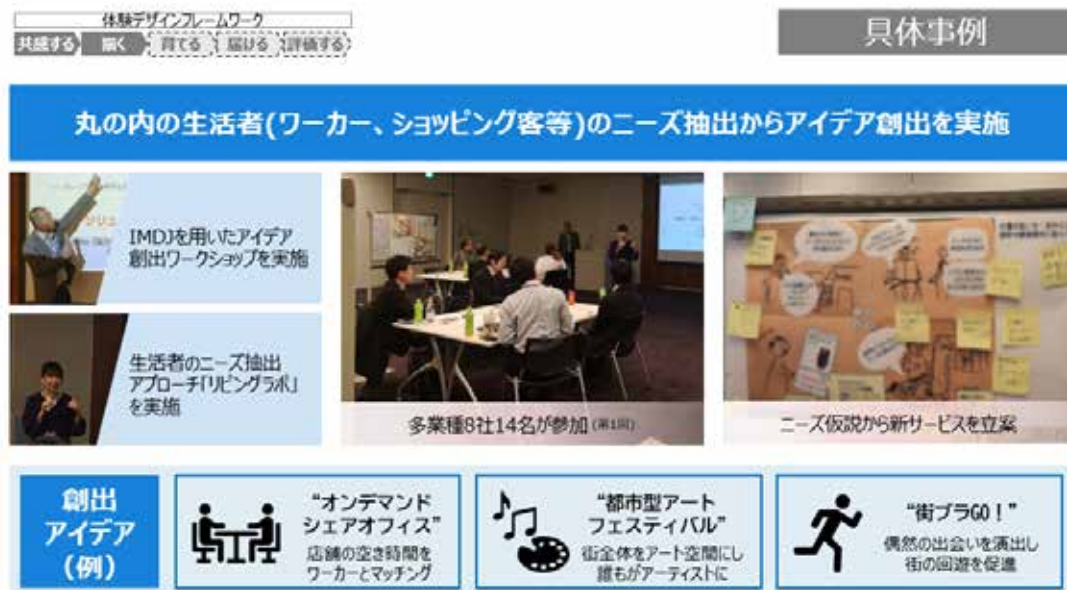 体験デザインフレームワーク
共感する
描く
育てる
届ける
評価する
具体事例
丸の内の生活者(ワーカー、ショッピング客等)のニーズ抽出からアイデア創出を実施
IMDJを用いたアイデア
創出ワークショップを実施
生活者のニーズ抽出
アプローチ「リビングラボ」
を実施
多業種8社14名が参加(第1回)
ニーズ仮説から新サービスを立案
創出
アイデア
(例)
“オンデマンド
シェアオフィス”
店舗の空き時間を
ワーカーとマッチング
“都市型アート
フェスティバル”
街全体をアート空間にし
誰もがアーティストに
“街ブラGO！”
偶然の出会いを演出し
街の回遊を促進